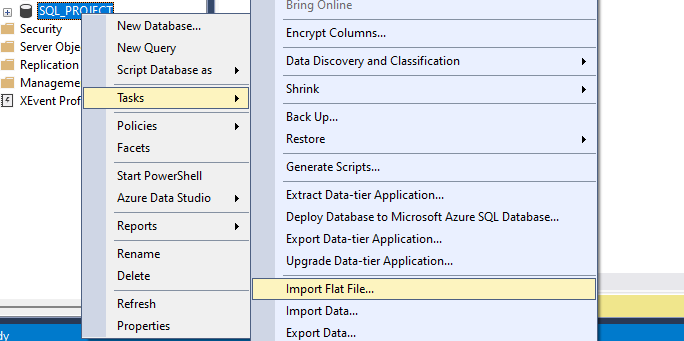 SQL_PROJECT
Security
Server Obje
Replication
Manageme
XEvent Prof
New Database...
New Query
Script Database as
Tasks
Policies
Facets
Start PowerShell
Azure Data Studio
Reports
Rename
Delete
Refresh
Properties
Bring Online
Encrypt Columns...
Data Discovery and Classification
Shrink
Back Up...
Restore
Generate Scripts...
Extract Data-tier Application...
Deploy Database to Microsoft Azure SQL Database...
Export Data-tier Application...
Upgrade Data-tier Application...
Import Flat File...
Import Data...
Export Data...
dy